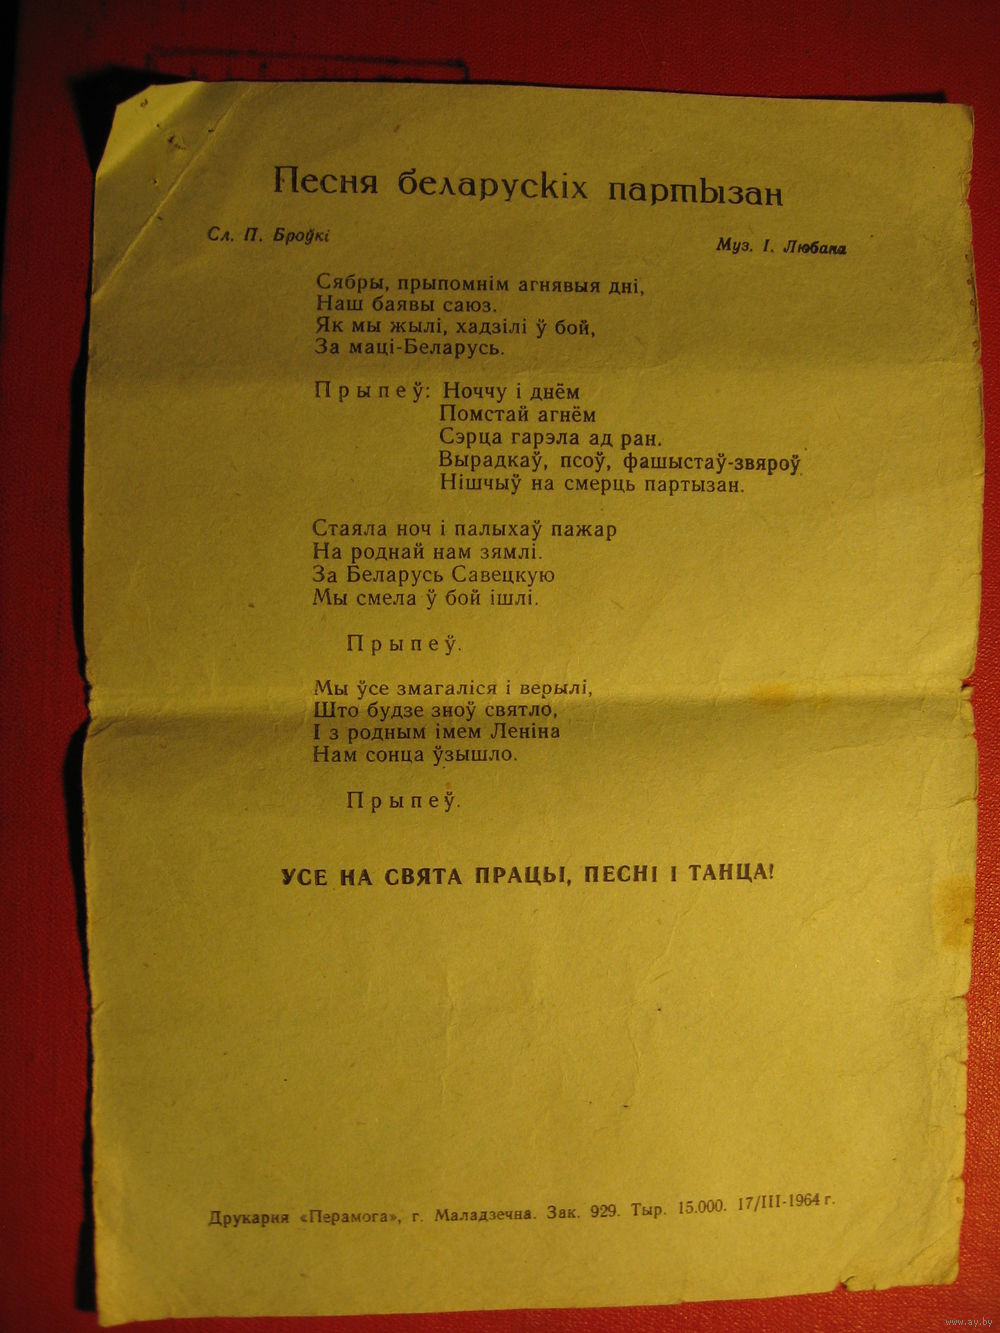 Песня беларускіх партызан
Сл. П. Броўкі
Муз. І. Любана
Сябры, прыпомнім агнявыя дні,
Наш баявы саюз.
Як мы жылі, хадзілі ў бой,
За маці-Беларусь.
Прыпеў: Ноччу і днём
Помстай агнём
Сэрца гарэла ад ран.
Вырадкаў, псоў, фашыстаў-звяроў
Нішчыў на смерць партызан.
Стаяла ноч і палыхаў пажар
На роднай нам зямлі.
За Беларусь Савецкую
Мы смела ў бой ішлі.
Прыпеў.
Мы ўсе змагаліся і верылі,
Што будзе зноў святло,
І з родным імем Леніна
Нам сонца ўзышло.
Прыпеў.
УСЕ НА СВЯТА ПРАЦЫ, ПЕСНІ І ТАНЦА!
Друкарня «Перамога», г. Маладзечна. Зак. 929. Тыр. 15.000. 17/III-1964 г.
www.ay.by